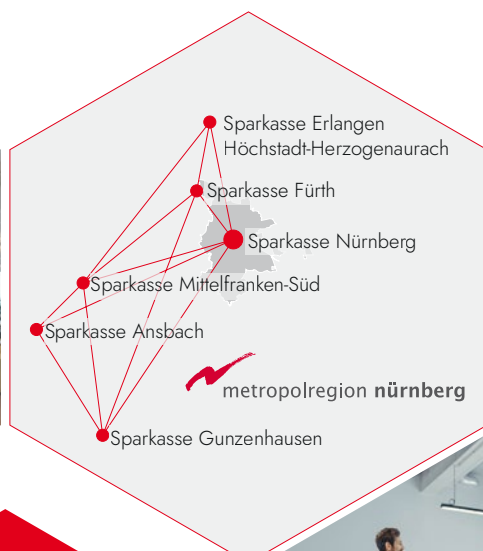 Sparkasse Erlangen
Höchstadt-Herzogenaurach
Sparkasse Fürth
Sparkasse Nürnberg
Sparkasse Mittelfranken-Süd
Sparkasse Ansbach
metropolregion nürnberg
Sparkasse Gunzenhausen